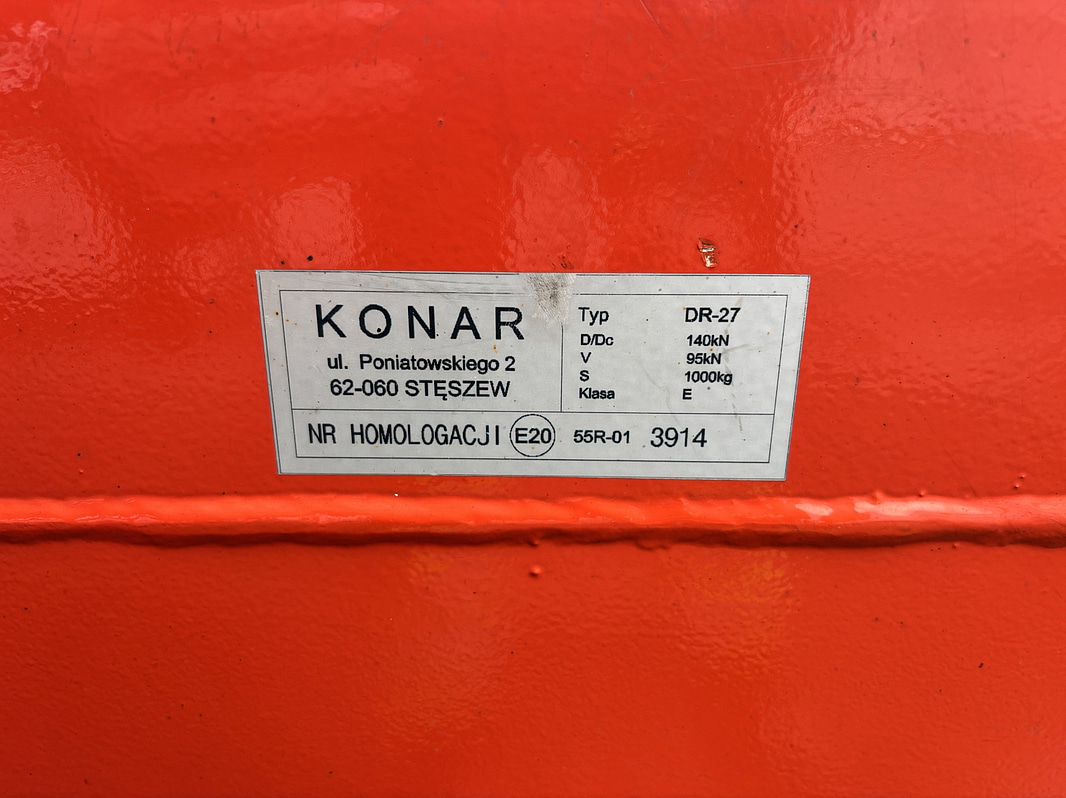 KONAR
ul. Poniatowskiego 2
62-060 STĘSZEW
Typ DR-27
D/Dc 140kN
V 95kN
S 1000kg
Klasa E
NR HOMOLOGACJI E20 55R-01 3914